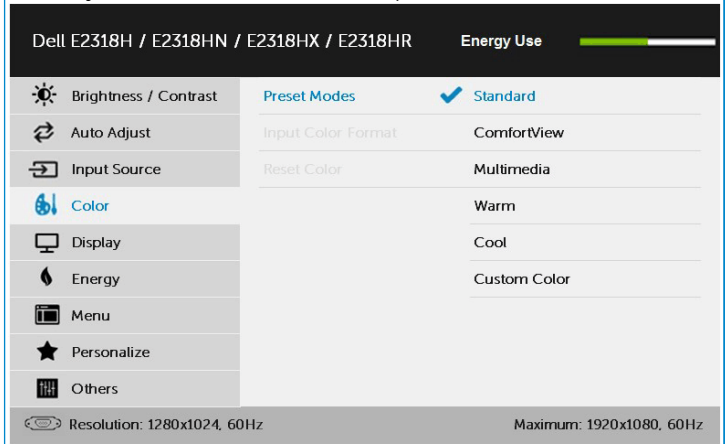 Dell E2318H / E2318HN / E2318HX / E2318HR Energy Use
Brightness / Contrast Preset Modes Standard
Auto Adjust Input Color Format ComfortView
Input Source Reset Color Multimedia
Color Warm
Display Cool
Energy Custom Color
Menu
Personalize
Others
Resolution: 1280x1024, 60Hz Maximum: 1920x1080, 60Hz